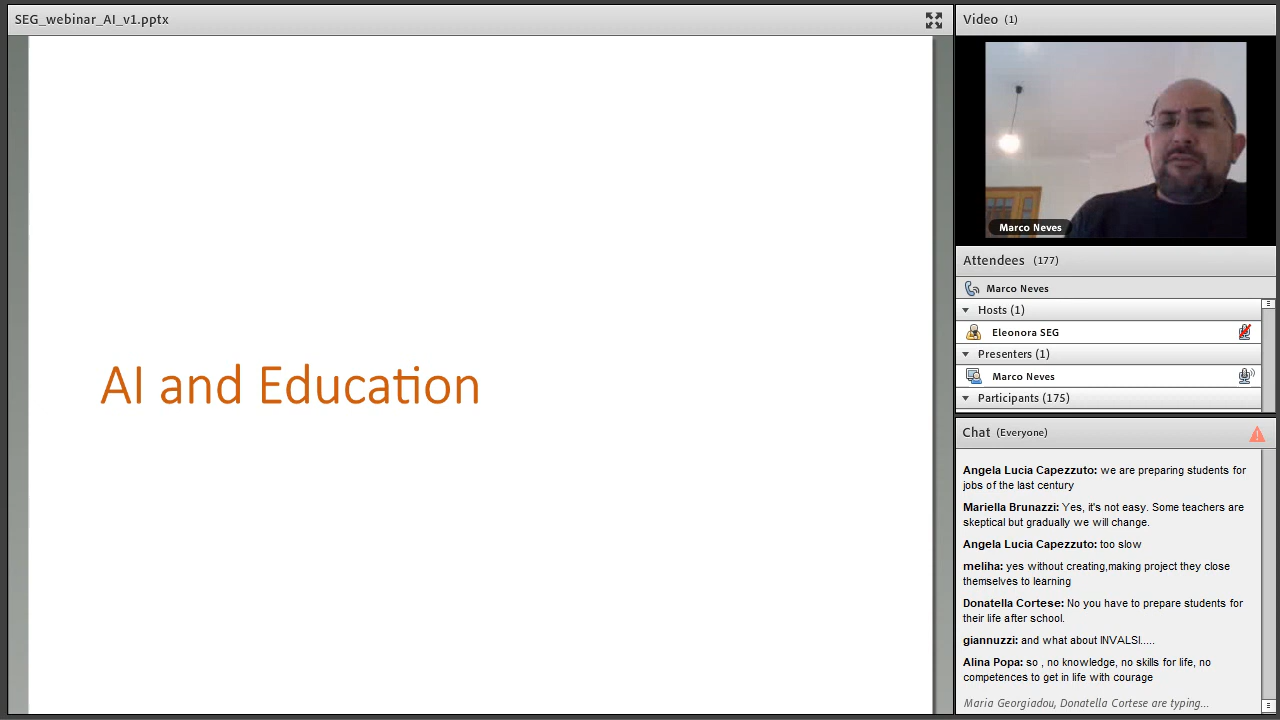 SEG_webinar_AI_v1.pptx
AI and Education
Video (1)
Marco Neves
Attendees (177)
Marco Neves
Hosts (1)
Eleonora SEG
Presenters (1)
Marco Neves
Participants (175)
Chat (Everyone)
Angela Lucia Capezzuto: we are preparing students for
jobs of the last century
Mariella Brunazzi: Yes, it's not easy. Some teachers are
skeptical but gradually we will change.
Angela Lucia Capezzuto: too slow
meliha: yes without creating,making project they close
themselves to learning
Donatella Cortese: No you have to prepare students for
their life after school.
giannuzzi: and what about INVALSI.....
Alina Popa: so , no knowledge, no skills for life, no
competences to get in life with courage
Maria Georgiadou, Donatella Cortese are typing...